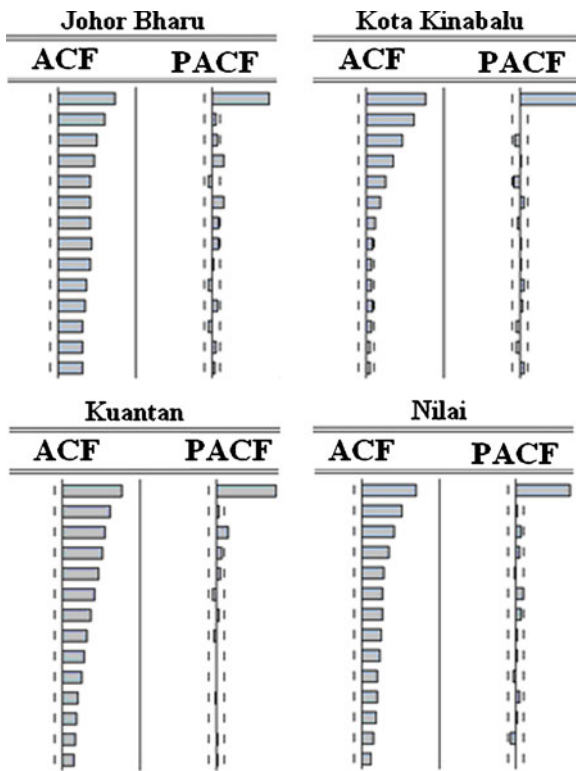 Johor Bharu
ACF PACF
Kota Kinabalu
ACF PACF
Kuantan
ACF PACF
Nilai
ACF PACF